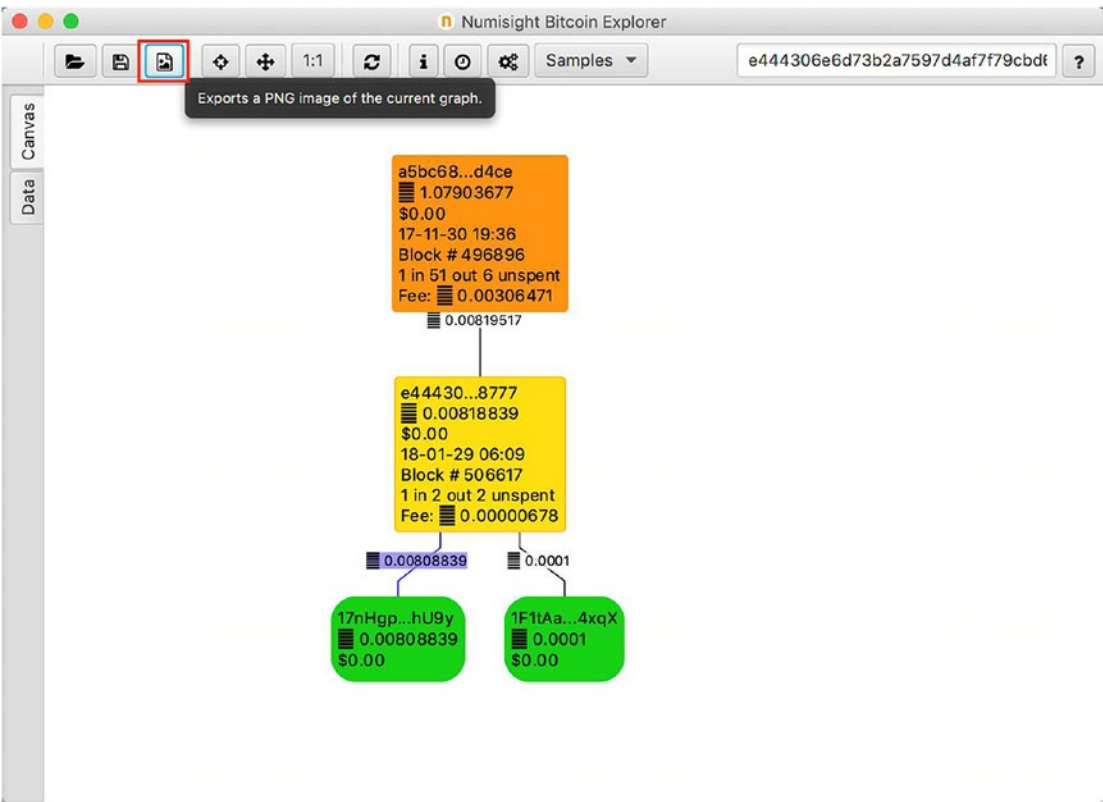 Numisight Bitcoin Explorer
1:1
Samples
e444306e6d73b2a7597d4af7f79cbd6
?
Exports a PNG image of the current graph.
Canvas
Data
a5bc68...d4ce
1.07903677
$0.00
17-11-30 19:36
Block # 496896
1 in 51 out 6 unspent
Fee: 0.00306471
0.00819517
e44430...8777
0.00818839
$0.00
18-01-29 06:09
Block # 506617
1 in 2 out 2 unspent
Fee: 0.00000678
0.00808839
0.0001
17nHgp...hU9y
0.00808839
$0.00
1F1tAa...4xqX
0.0001
$0.00